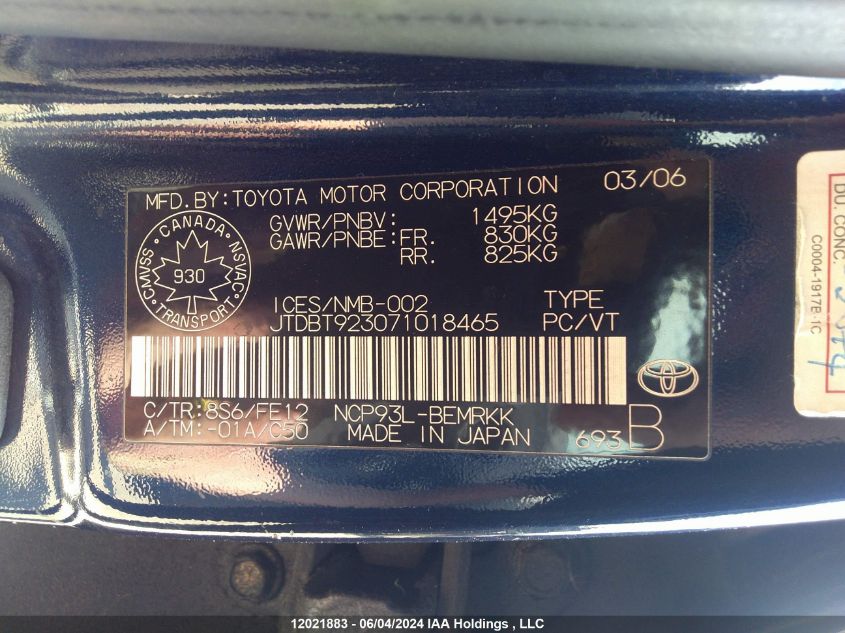 MFD.BY:TOYOTA MOTOR CORPORATION 03/06
GVWR/PNBV: 1495KG
GAWR/PNBE:FR. 830KG
RR. 825KG
CMVSS · CANADA · NSVAC · TRANSPORT
930
ICES/NMB-002 TYPE
JTDBT923071018465 PC/VT
C/TR:8S6/FE12 NCP93L-BEMRKK
A/TM:-01A/C50 MADE IN JAPAN 693B
DU. CONC.
C0004-1917B-1C
12021883 - 06/04/2024 IAA Holdings , LLC